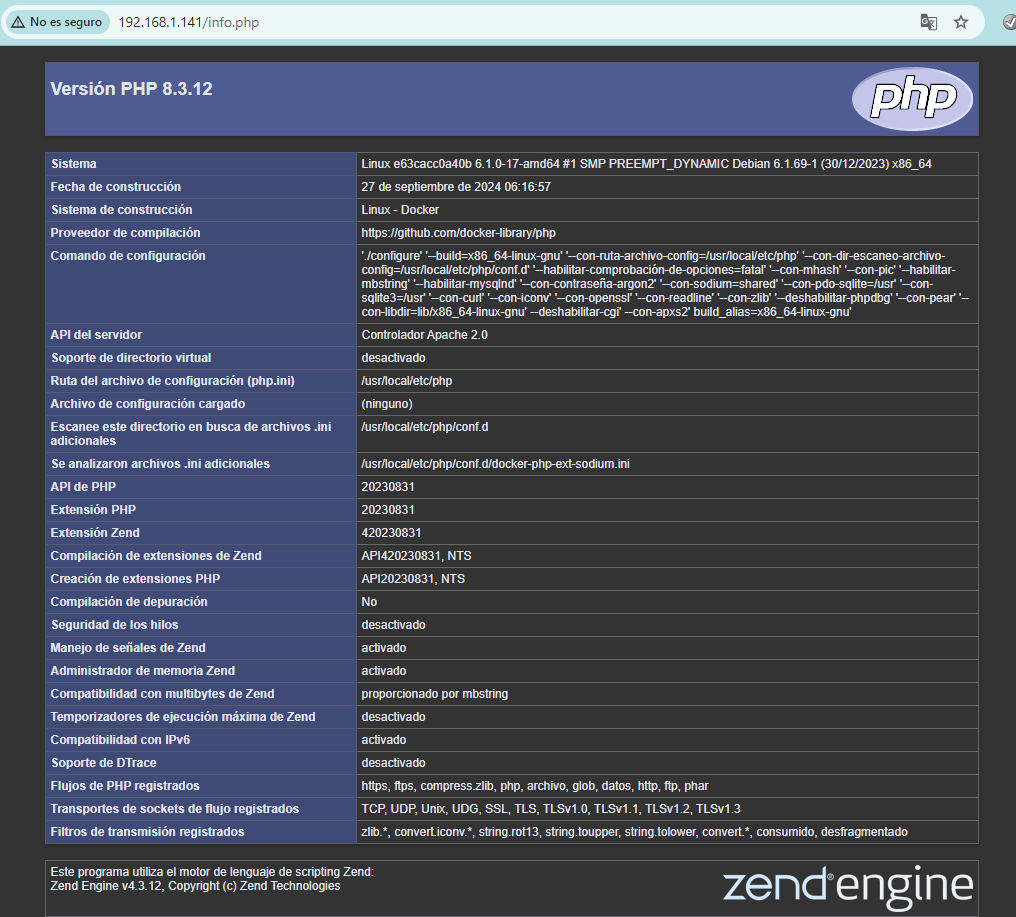 No es seguro 192.168.1.141/info.php
Versión PHP 8.3.12
php
Sistema Linux e63cacc0a40b 6.1.0-17-amd64 #1 SMP PREEMPT_DYNAMIC Debian 6.1.69-1 (30/12/2023) x86_64
Fecha de construcción 27 de septiembre de 2024 06:16:57
Sistema de construcción Linux - Docker
Proveedor de compilación https://github.com/docker-library/php
Comando de configuración './configure' '--build=x86_64-linux-gnu' '--con-ruta-archivo-config=/usr/local/etc/php' '--con-dir-escaneo-archivo-
config=/usr/local/etc/php/conf.d' '--habilitar-comprobación-de-opciones=fatal' '--con-mhash' '--con-pic' '--habilitar-
mbstring' '--habilitar-mysqlnd' '--con-contraseña-argon2' '--con-sodium=shared' '--con-pdo-sqlite=/usr' '--con-
sqlite3=/usr' '--con-curl' '--con-iconv' '--con-openssl' '--con-readline' '--con-zlib' '--deshabilitar-phpdbg' '--con-pear' '--
con-libdir=lib/x86_64-linux-gnu' --deshabilitar-cgi' --con-apxs2' build_alias=x86_64-linux-gnu'
API del servidor Controlador Apache 2.0
Soporte de directorio virtual desactivado
Ruta del archivo de configuración (php.ini) /usr/local/etc/php
Archivo de configuración cargado (ninguno)
Escanee este directorio en busca de archivos .ini /usr/local/etc/php/conf.d
adicionales
Se analizaron archivos .ini adicionales /usr/local/etc/php/conf.d/docker-php-ext-sodium.ini
API de PHP 20230831
Extensión PHP 20230831
Extensión Zend 420230831
Compilación de extensiones de Zend API420230831, NTS
Creación de extensiones PHP API20230831, NTS
Compilación de depuración No
Seguridad de los hilos desactivado
Manejo de señales de Zend activado
Administrador de memoria Zend activado
Compatibilidad con multibytes de Zend proporcionado por mbstring
Temporizadores de ejecución máxima de Zend desactivado
Compatibilidad con IPv6 activado
Soporte de DTrace desactivado
Flujos de PHP registrados https, ftps, compress.zlib, php, archivo, glob, datos, http, ftp, phar
Transportes de sockets de flujo registrados TCP, UDP, Unix, UDG, SSL, TLS, TLSv1.0, TLSv1.1, TLSv1.2, TLSv1.3
Filtros de transmisión registrados zlib.*, convert.iconv.*, string.rot13, string.toupper, string.tolower, convert.*, consumido, desfragmentado
Este programa utiliza el motor de lenguaje de scripting Zend:
Zend Engine v4.3.12, Copyright (c) Zend Technologies
zend® engine